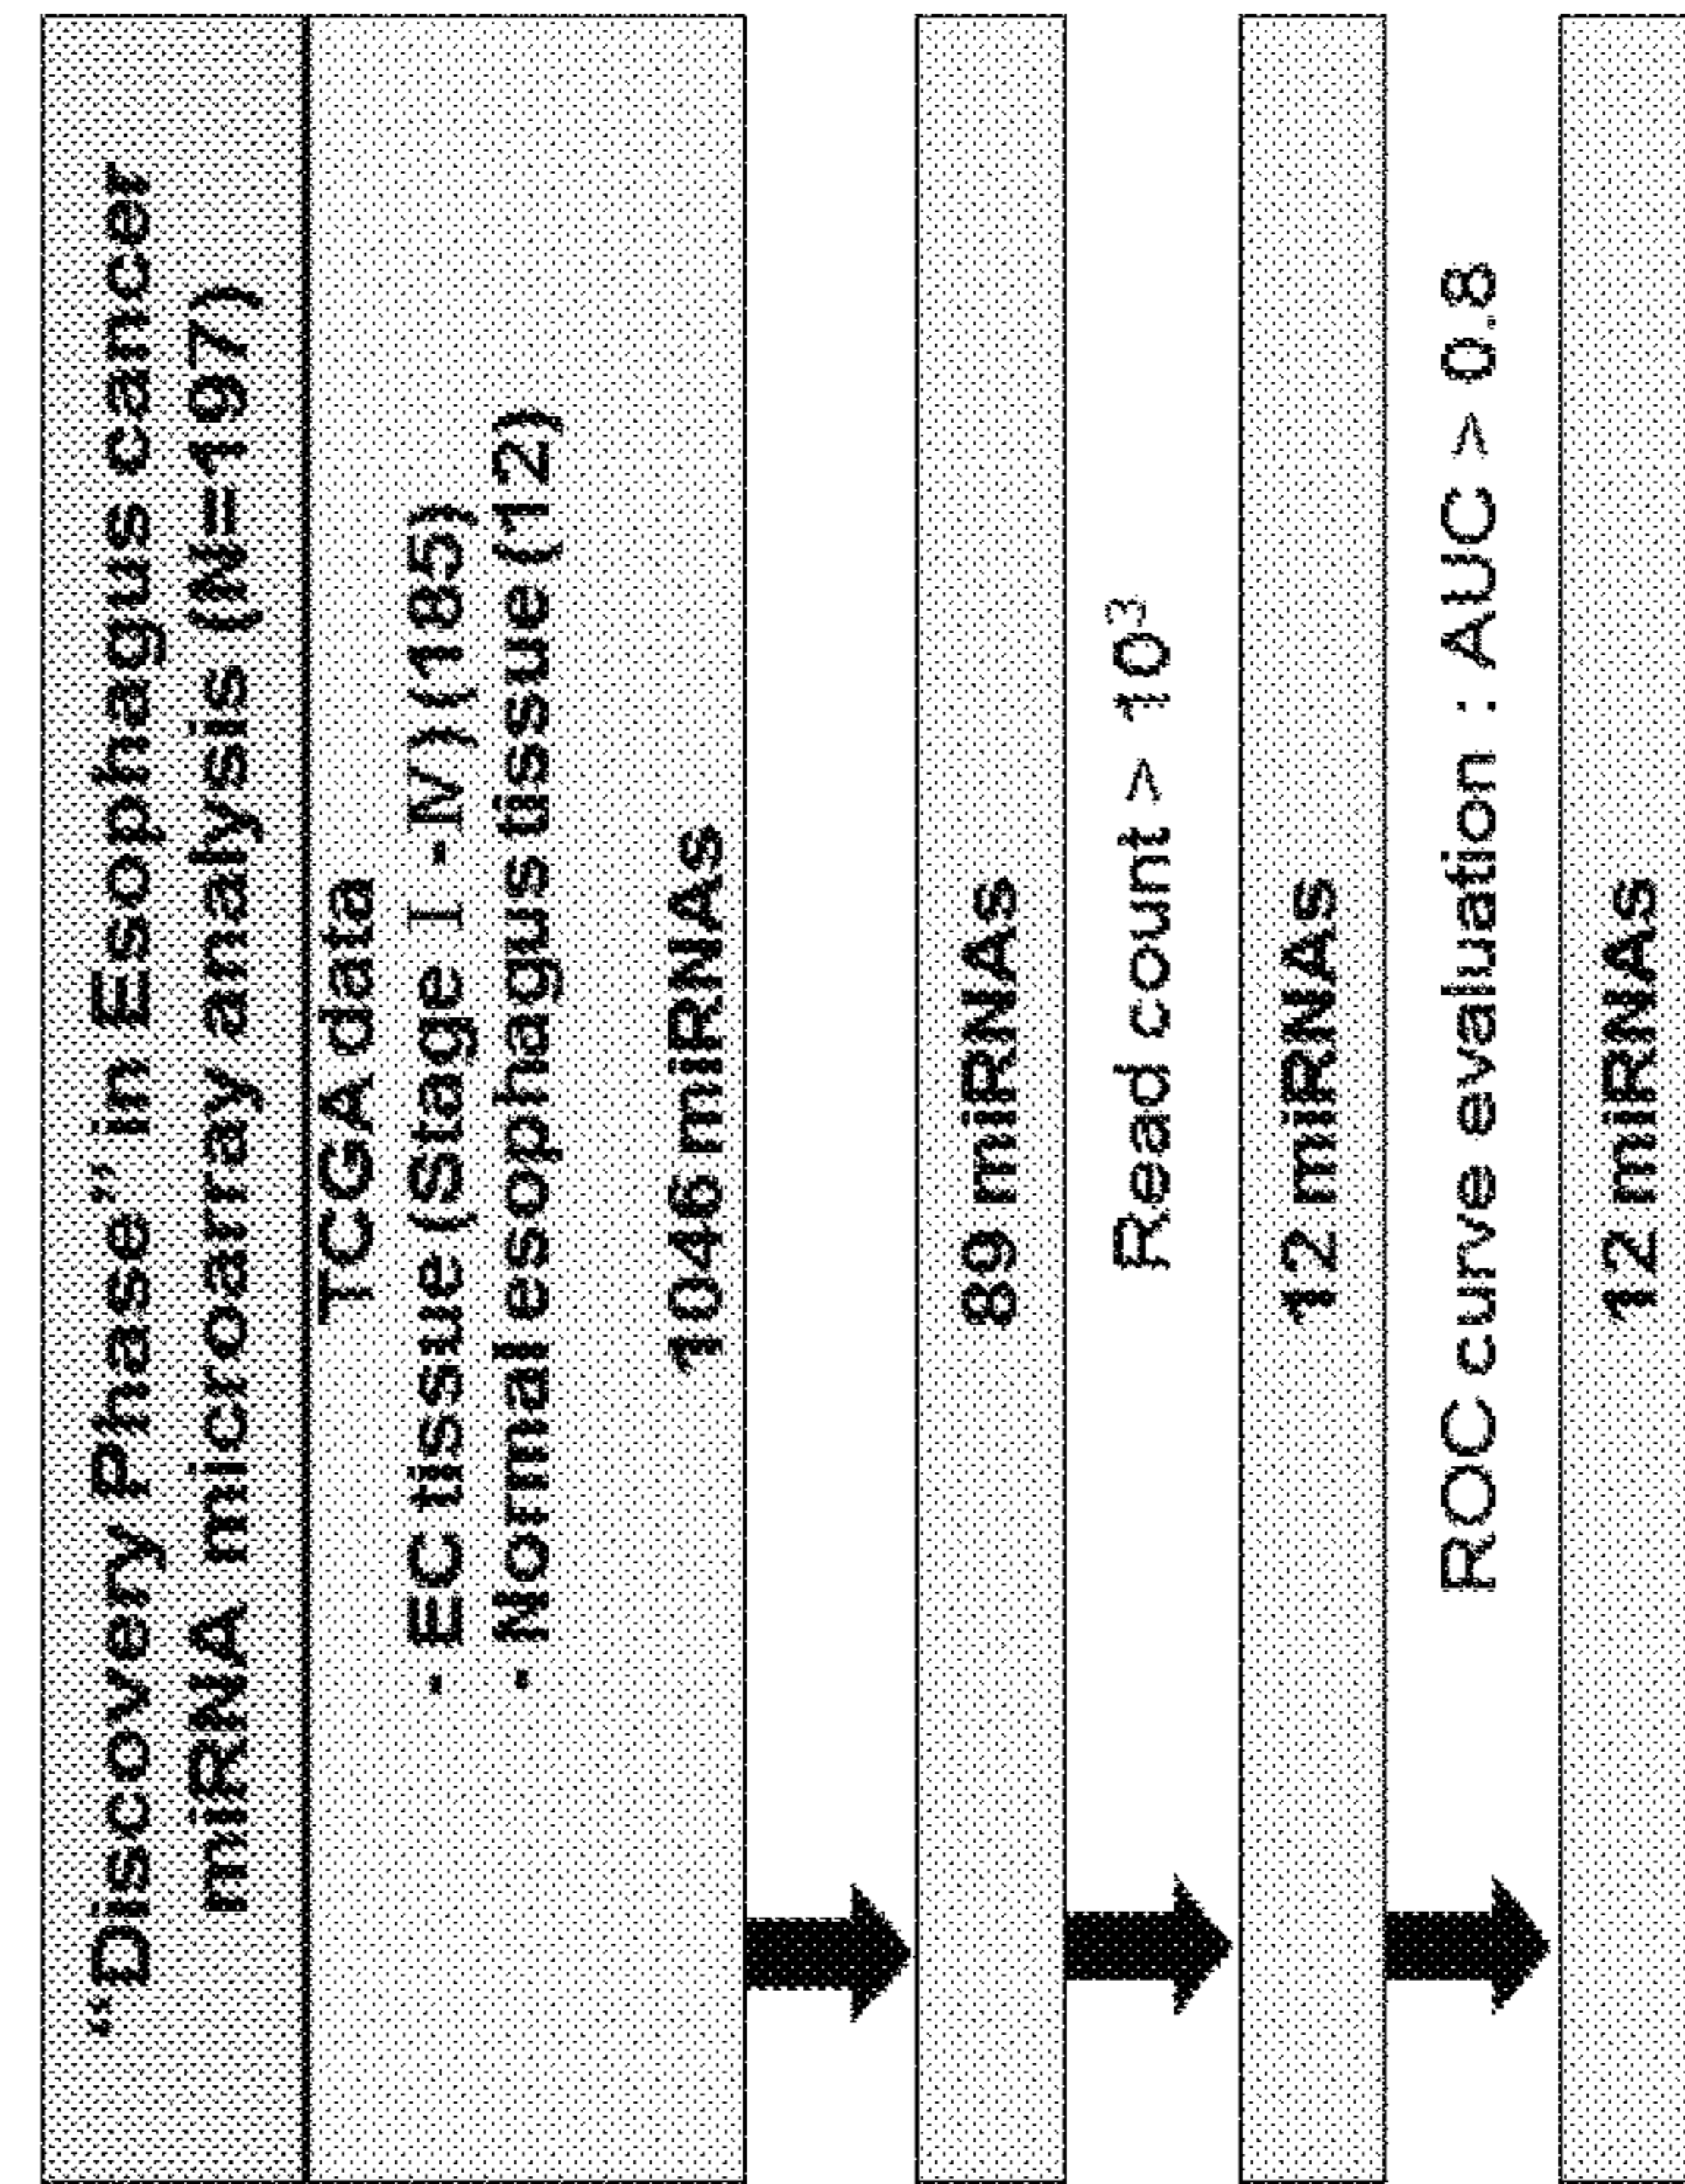 “Discovery Phase” in Esophagus cancer
miRNA microarray analysis (N=197)
TCGA data
- EC tissue (Stage I - IV) (185)
- Normal esophagus tissue (12)
1046 miRNAs
89 miRNAs
Read count > 10³
12 miRNAs
ROC curve evaluation : AUC > 0.8
12 miRNAs